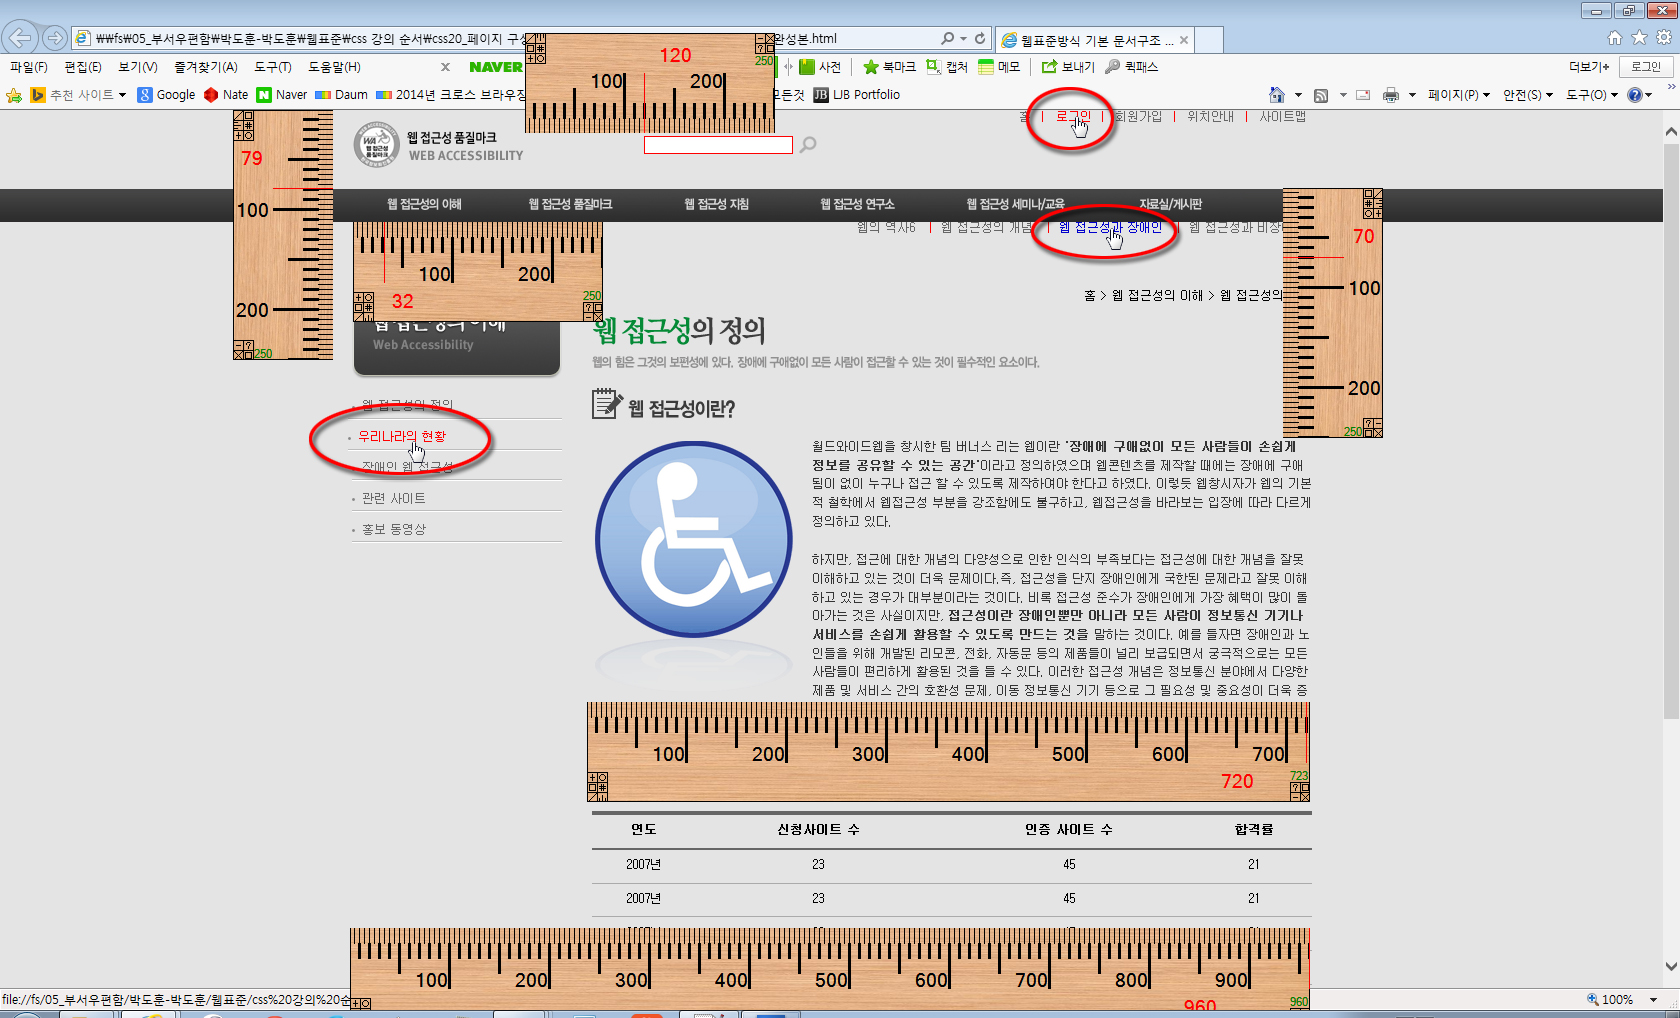 \\fs\05_부서우편함\박도훈-박도훈\웹표준\css 강의 순서\css20_페이지 구성
완성본.html
웹표준방식 기본 문서구조 ...
파일(F) 편집(E) 보기(V) 즐겨찾기(A) 도구(T) 도움말(H)
x NAVER
사전 북마크 캡처 메모 보내기 퀵패스
더보기+ 로그인
추천 사이트 Google Nate Naver Daum 2014년 크로스 브라우징
모든것 LJB Portfolio
페이지(P) 안전(S) 도구(O)
120
250
100 200
79
100
200
250
웹 접근성 품질마크
WEB ACCESSIBILITY
홈 로그인 회원가입 위치안내 사이트맵
웹 접근성의 이해 웹 접근성 품질마크 웹 접근성 지침 웹 접근성 연구소 웹 접근성 세미나/교육 자료실/게시판
웹의 역사6 웹 접근성의 개념 웹 접근성과 장애인 웹 접근성과 비장
100 200
32
250
70
100
200
250
홈 > 웹 접근성의 이해 > 웹 접근성의
웹 접근성의 이해
Web Accessibility
웹 접근성의 정의
우리나라의 현황
장애인 웹 접근성
관련 사이트
홍보 동영상
웹 접근성의 정의
웹의 힘은 그것의 보편성에 있다. 장애에 구애없이 모든 사람이 접근할 수 있는 것이 필수적인 요소이다.
웹 접근성이란?
월드와이드웹을 창시한 팀 버너스 리는 웹이란 '장애에 구애없이 모든 사람들이 손쉽게
정보를 공유할 수 있는 공간'이라고 정의하였으며 웹콘텐츠를 제작할 때에는 장애에 구애
됨이 없이 누구나 접근 할 수 있도록 제작하며야 한다고 하였다. 이렇듯 웹창시자가 웹의 기본
적 철학에서 웹접근성 부분을 강조함에도 불구하고, 웹접근성을 바라보는 입장에 따라 다르게
정의하고 있다.
하지만, 접근에 대한 개념의 다양성으로 인한 인식의 부족보다는 접근성에 대한 개념을 잘못
이해하고 있는 것이 더욱 문제이다.즉, 접근성을 단지 장애인에게 국한된 문제라고 잘못 이해
하고 있는 경우가 대부분이라는 것이다. 비록 접근성 준수가 장애인에게 가장 혜택이 많이 돌
아가는 것은 사실이지만, 접근성이란 장애인뿐만 아니라 모든 사람이 정보통신 기기나
서비스를 손쉽게 활용할 수 있도록 만드는 것을 말하는 것이다. 예를 들자면 장애인과 노
인들을 위해 개발된 리모콘, 전화, 자동문 등의 제품들이 널리 보급되면서 궁극적으로는 모든
사람들이 편리하게 활용된 것을 들 수 있다. 이러한 접근성 개념은 정보통신 분야에서 다양한
제품 및 서비스 간의 호환성 문제, 이동 정보통신 기기 등으로 그 필요성 및 중요성이 더욱 증
100 200 300 400 500 600 700
720
723
연도 신청사이트 수 인증 사이트 수 합격률
2007년 23 45 21
2007년 23 45 21
100 200 300 400 500 600 700 800 900
960
960
file://fs/05_부서우편함/박도훈-박도훈/웹표준/css%20강의%20순
100%